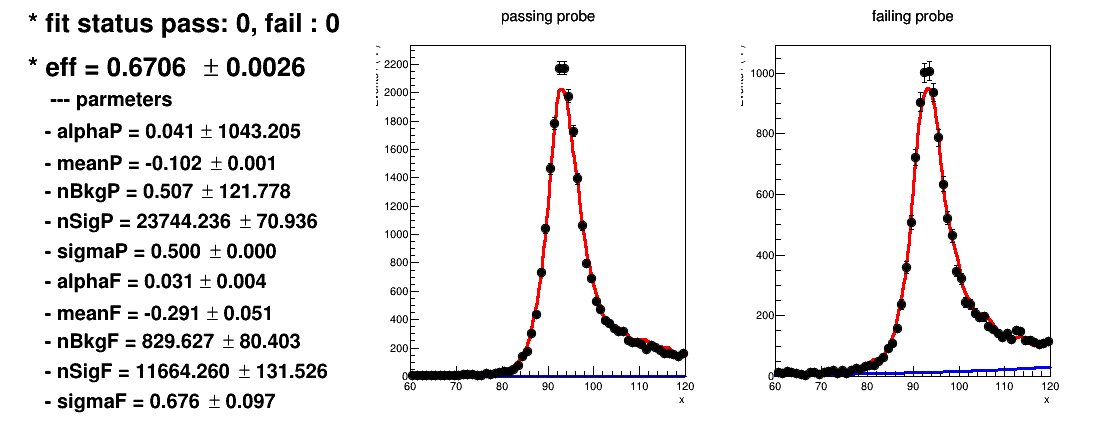 * fit status pass: 0, fail : 0
* eff = 0.6706 ± 0.0026
--- parmeters
- alphaP = 0.041 ± 1043.205
- meanP = -0.102 ± 0.001
- nBkgP = 0.507 ± 121.778
- nSigP = 23744.236 ± 70.936
- sigmaP = 0.500 ± 0.000
- alphaF = 0.031 ± 0.004
- meanF = -0.291 ± 0.051
- nBkgF = 829.627 ± 80.403
- nSigF = 11664.260 ± 131.526
- sigmaF = 0.676 ± 0.097
passing probe
2200
2000
1800
1600
1400
1200
1000
800
600
400
200
0
60 70 80 90 100 110 120
x
failing probe
1000
800
600
400
200
0
60 70 80 90 100 110 120
x